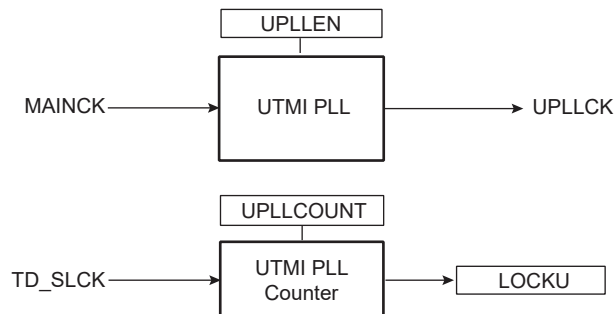 UPLLEN
MAINCK
UTMI PLL
UPLLCK
UPLLCOUNT
TD_SLCK
UTMI PLL
Counter
LOCKU